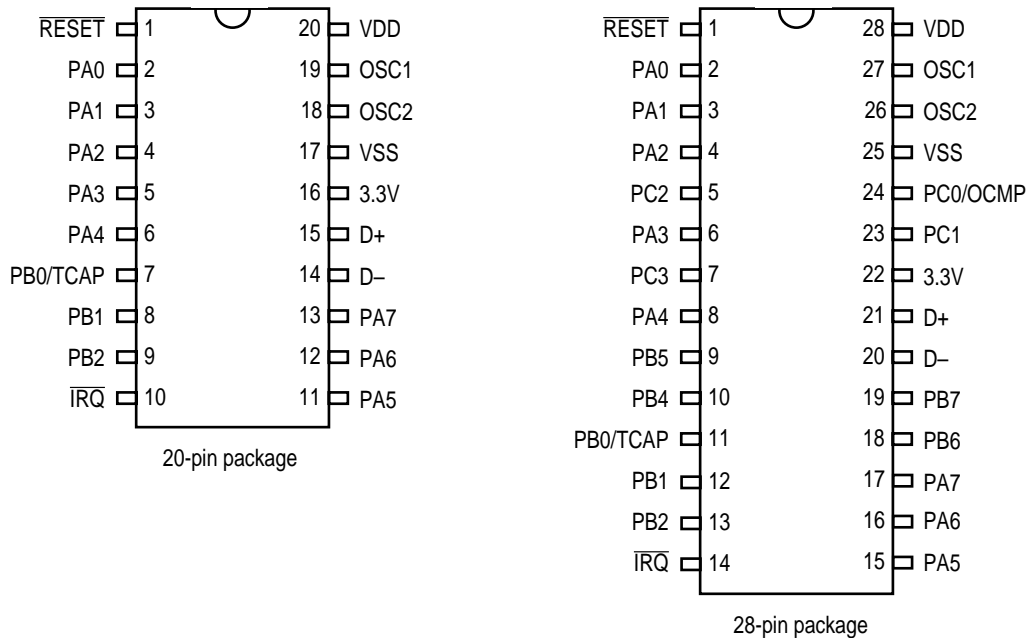 RESET 1 20 VDD
PA0 2 19 OSC1
PA1 3 18 OSC2
PA2 4 17 VSS
PA3 5 16 3.3V
PA4 6 15 D+
PB0/TCAP 7 14 D–
PB1 8 13 PA7
PB2 9 12 PA6
IRQ 10 11 PA5
20-pin package
RESET 1 28 VDD
PA0 2 27 OSC1
PA1 3 26 OSC2
PA2 4 25 VSS
PC2 5 24 PC0/OCMP
PA3 6 23 PC1
PC3 7 22 3.3V
PA4 8 21 D+
PB5 9 20 D–
PB4 10 19 PB7
PB0/TCAP 11 18 PB6
PB1 12 17 PA7
PB2 13 16 PA6
IRQ 14 15 PA5
28-pin package